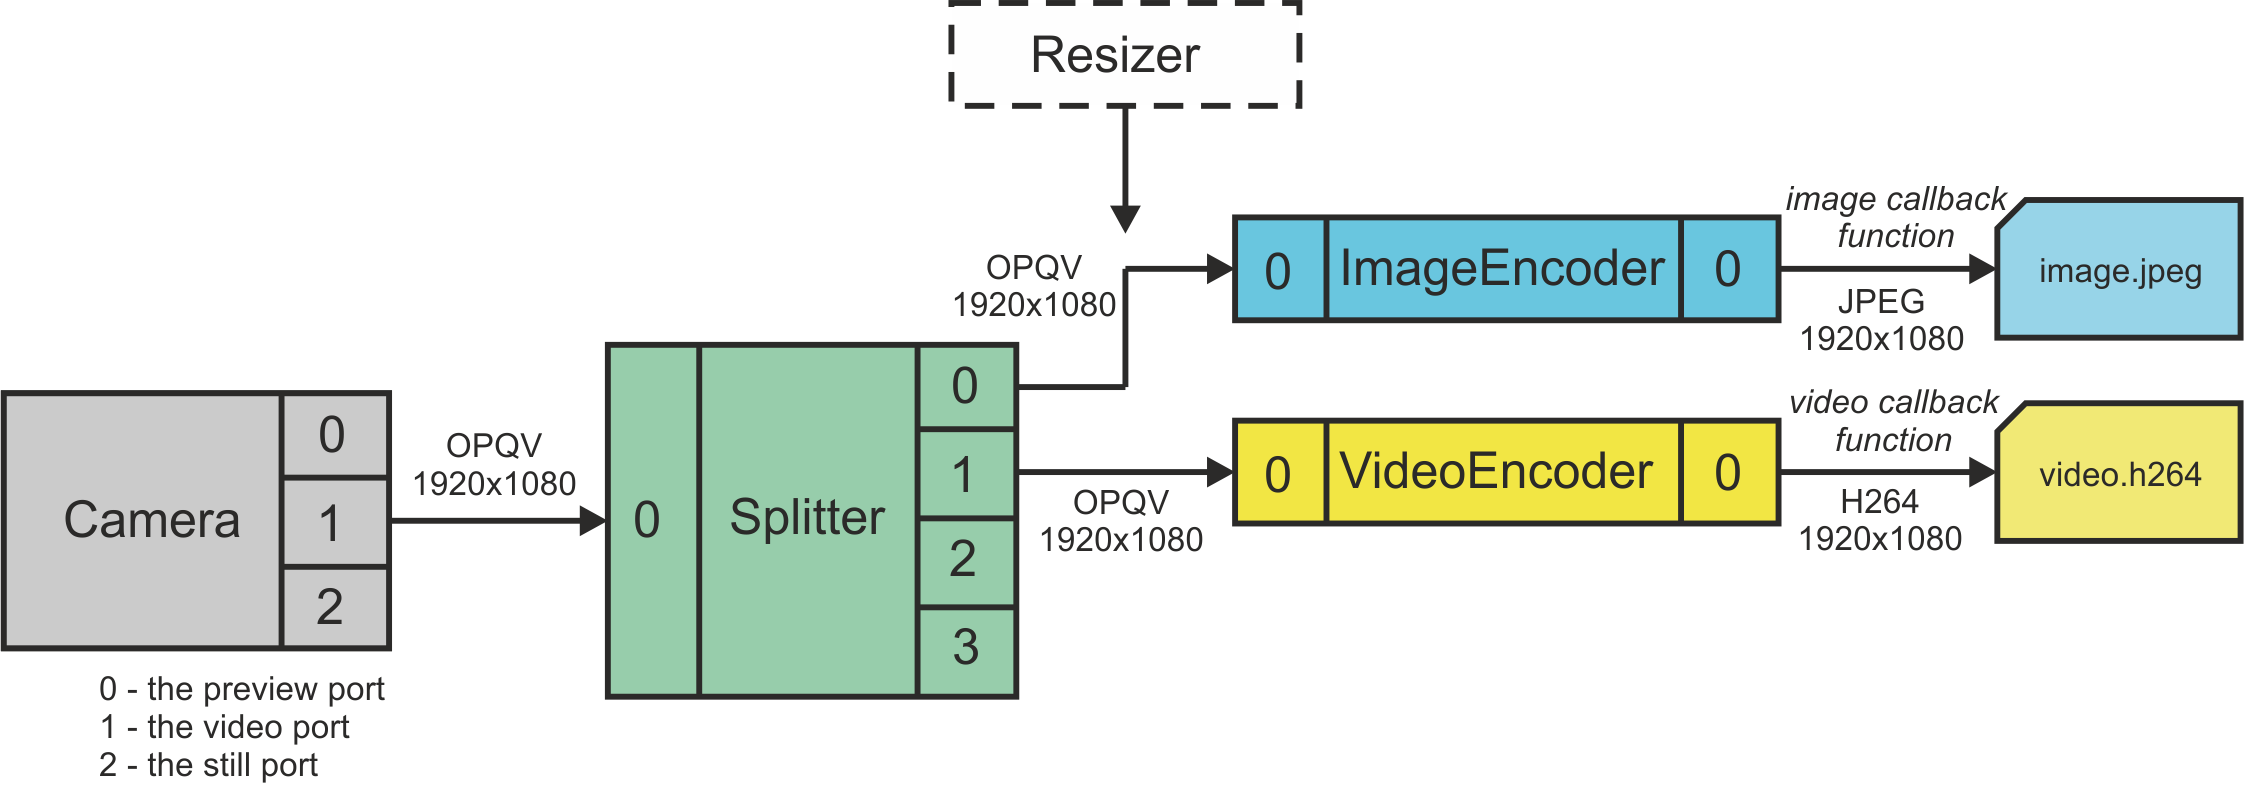 Resizer
image callback
function
OPQV
1920x1080
0
ImageEncoder
0
image.jpeg
JPEG
1920x1080
0
1
2
3
0
Splitter
video callback
function
0
VideoEncoder
0
video.h264
OPQV
1920x1080
H264
1920x1080
OPQV
1920x1080
Camera
0
1
2
0 - the preview port
1 - the video port
2 - the still port